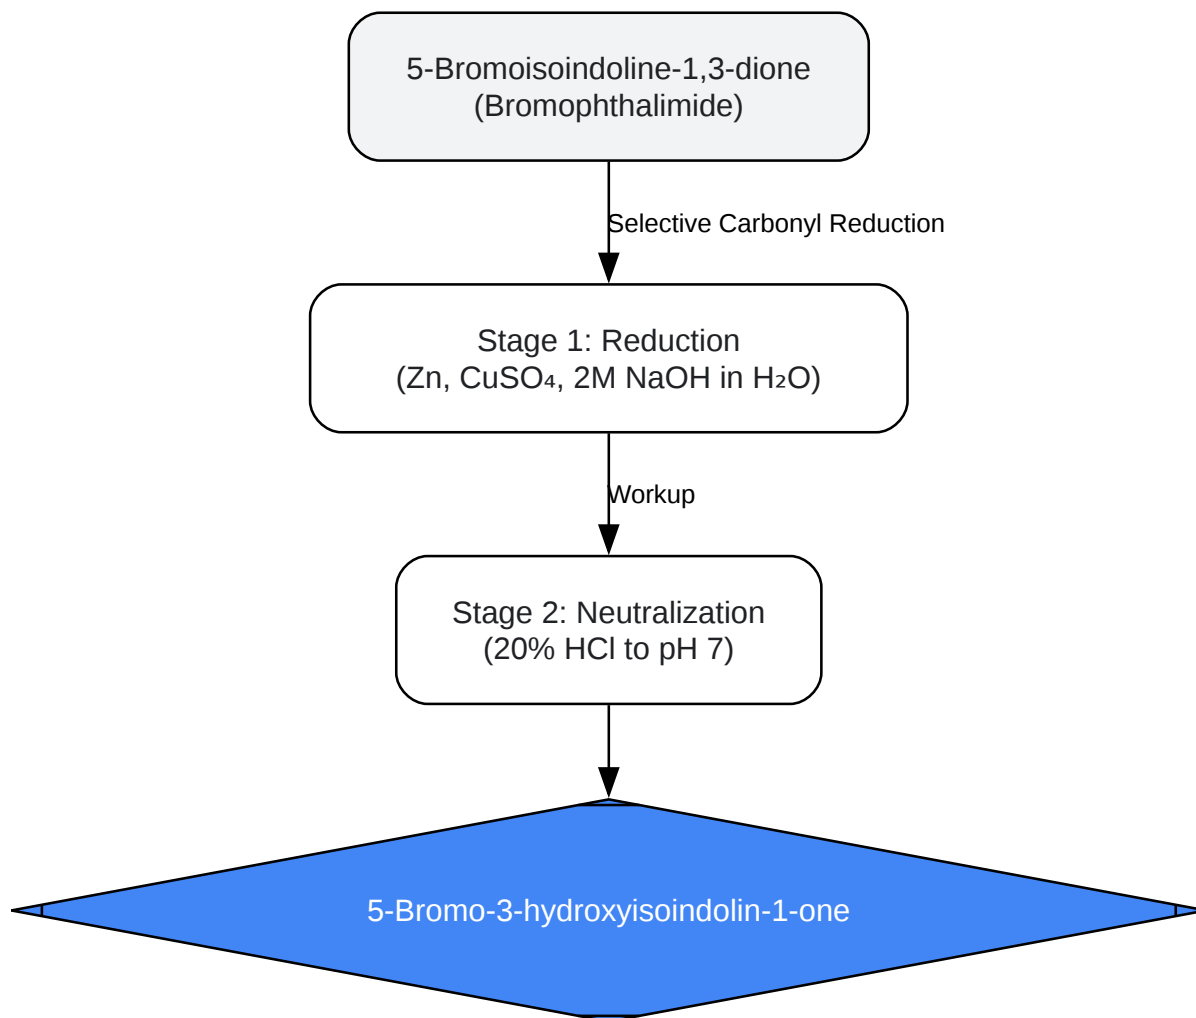 5-Bromoisoindoline-1,3-dione
(Bromophthalimide)
Selective Carbonyl Reduction
Stage 1: Reduction
(Zn, CuSO₄, 2M NaOH in H₂O)
Workup
Stage 2: Neutralization
(20% HCl to pH 7)
5-Bromo-3-hydroxyisoindolin-1-one